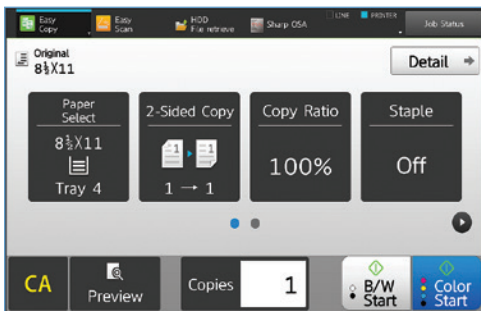 Easy
Copy
Easy
Scan
HDD
File retrieve
Sharp OSA
LINE
PRINTER
Job Status
Original
8½X11
Detail
Paper
Select
8½X11
Tray 4
2-Sided Copy
1
1
1 → 1
Copy Ratio
100%
Staple
Off
CA
Preview
Copies
1
B/W
Start
Color
Start